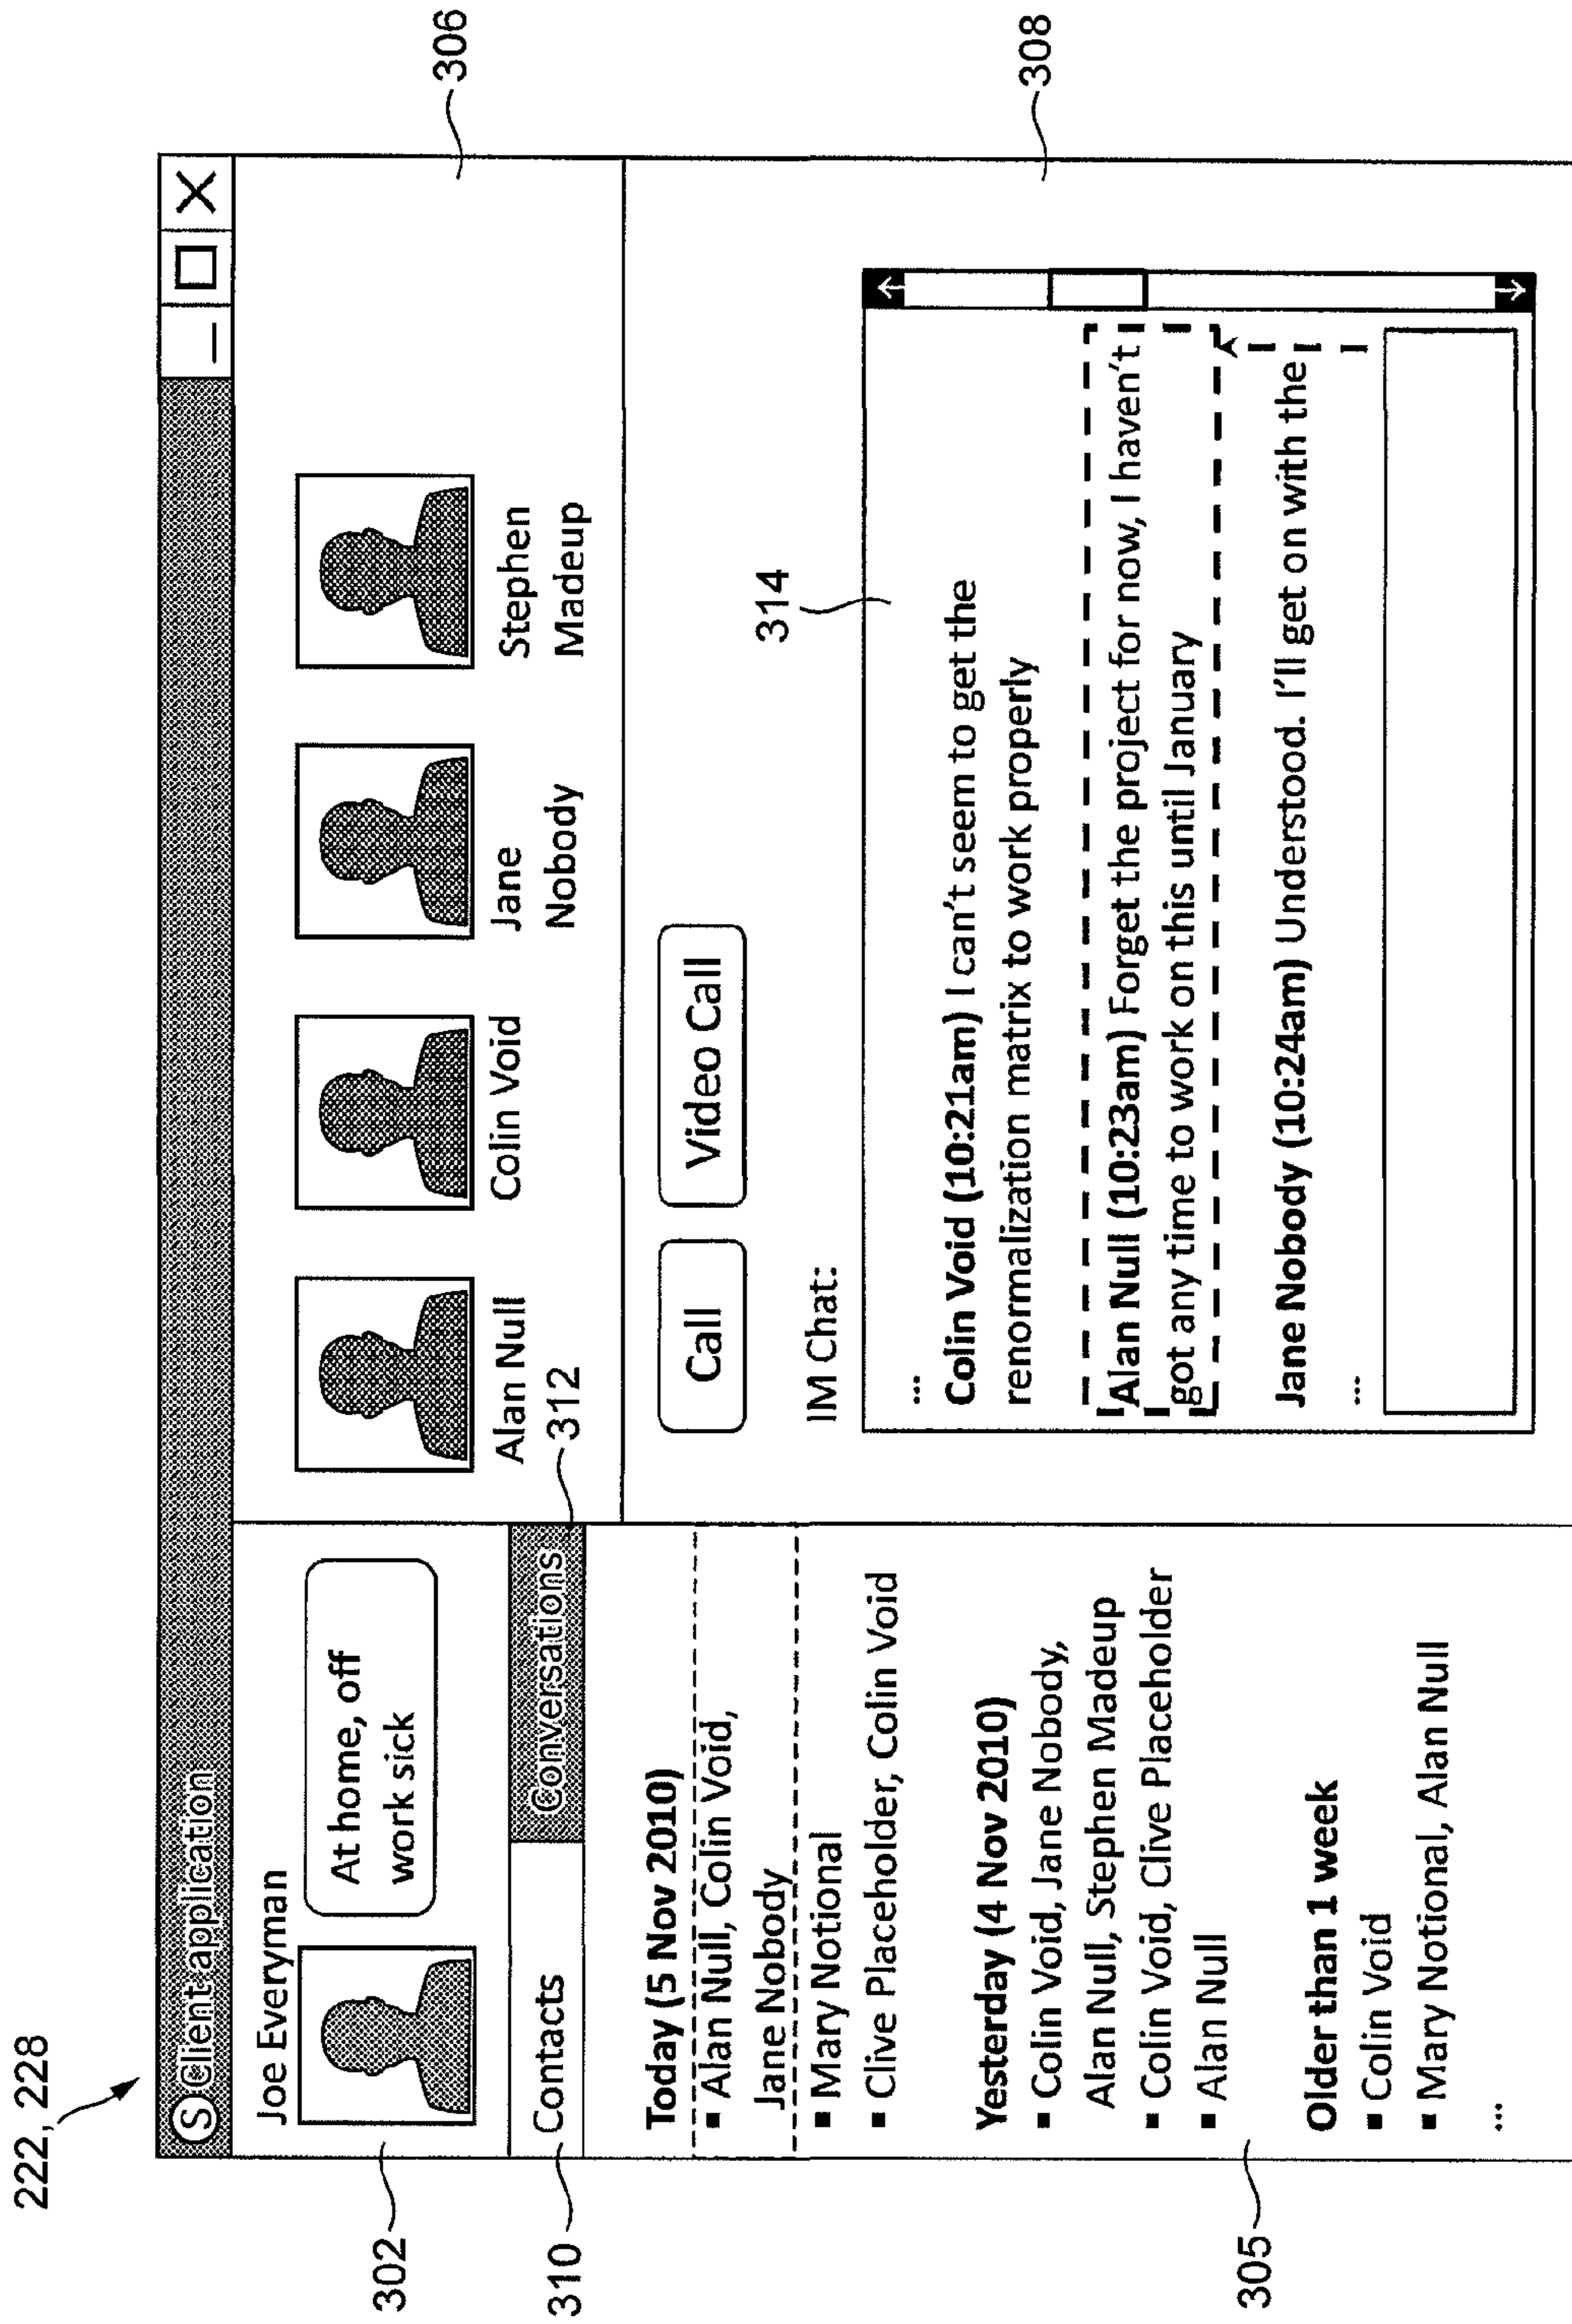 222, 228
Client application
302
Joe Everyman
At home, off
work sick
310
Contacts
Conversations
312
Today (5 Nov 2010)
▪ Alan Null, Colin Void,
Jane Nobody
▪ Mary Notional
▪ Clive Placeholder, Colin Void
Yesterday (4 Nov 2010)
▪ Colin Void, Jane Nobody,
Alan Null, Stephen Madeup
▪ Colin Void, Clive Placeholder
▪ Alan Null
Older than 1 week
▪ Colin Void
▪ Mary Notional, Alan Null
...
305
306
Alan Null
Colin Void
Jane
Nobody
Stephen
Madeup
308
Call
Video Call
IM Chat:
314
...
Colin Void (10:21am) I can't seem to get the
renormalization matrix to work properly
Alan Null (10:23am) Forget the project for now, I haven't
got any time to work on this until January
Jane Nobody (10:24am) Understood. I'll get on with the
...